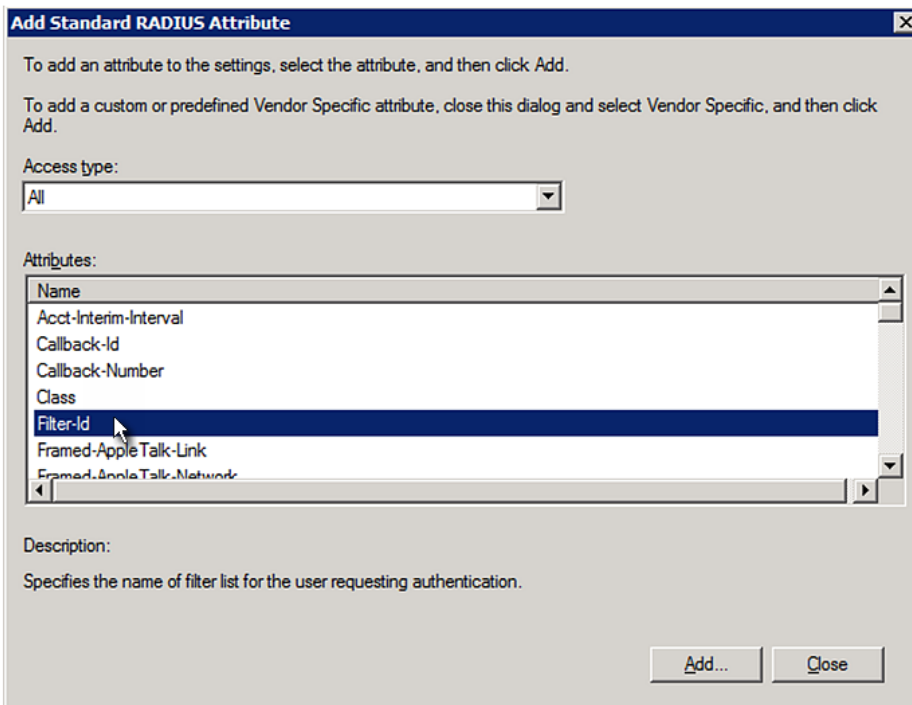 Add Standard RADIUS Attribute
To add an attribute to the settings, select the attribute, and then click Add.
To add a custom or predefined Vendor Specific attribute, close this dialog and select Vendor Specific, and then click
Add.
Access type:
All
Attributes:
Name
Acct-Interim-Interval
Callback-Id
Callback-Number
Class
Filter-Id
Framed-AppleTalk-Link
Framed-AppleTalk-Network
Description:
Specifies the name of filter list for the user requesting authentication.
Add... Close